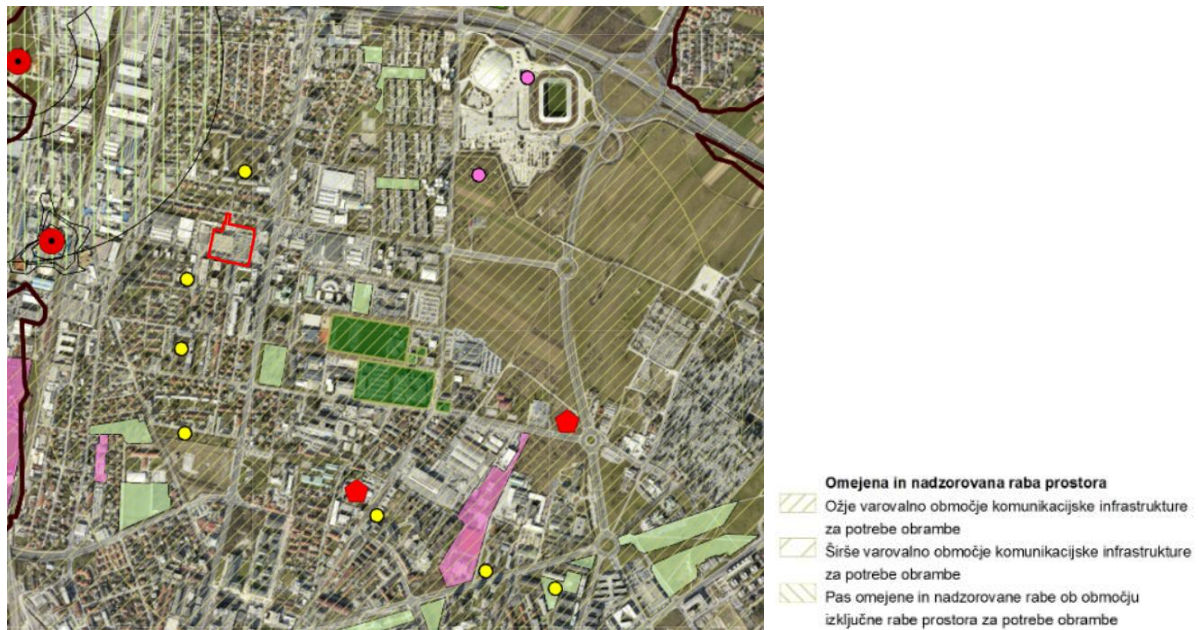 Omejena in nadzorovana raba prostora
Ožje varovalno območje komunikacijske infrastrukture
za potrebe obrambe
Širše varovalno območje komunikacijske infrastrukture
za potrebe obrambe
Pas omejene in nadzorovane rabe ob območju
izključne rabe prostora za potrebe obrambe